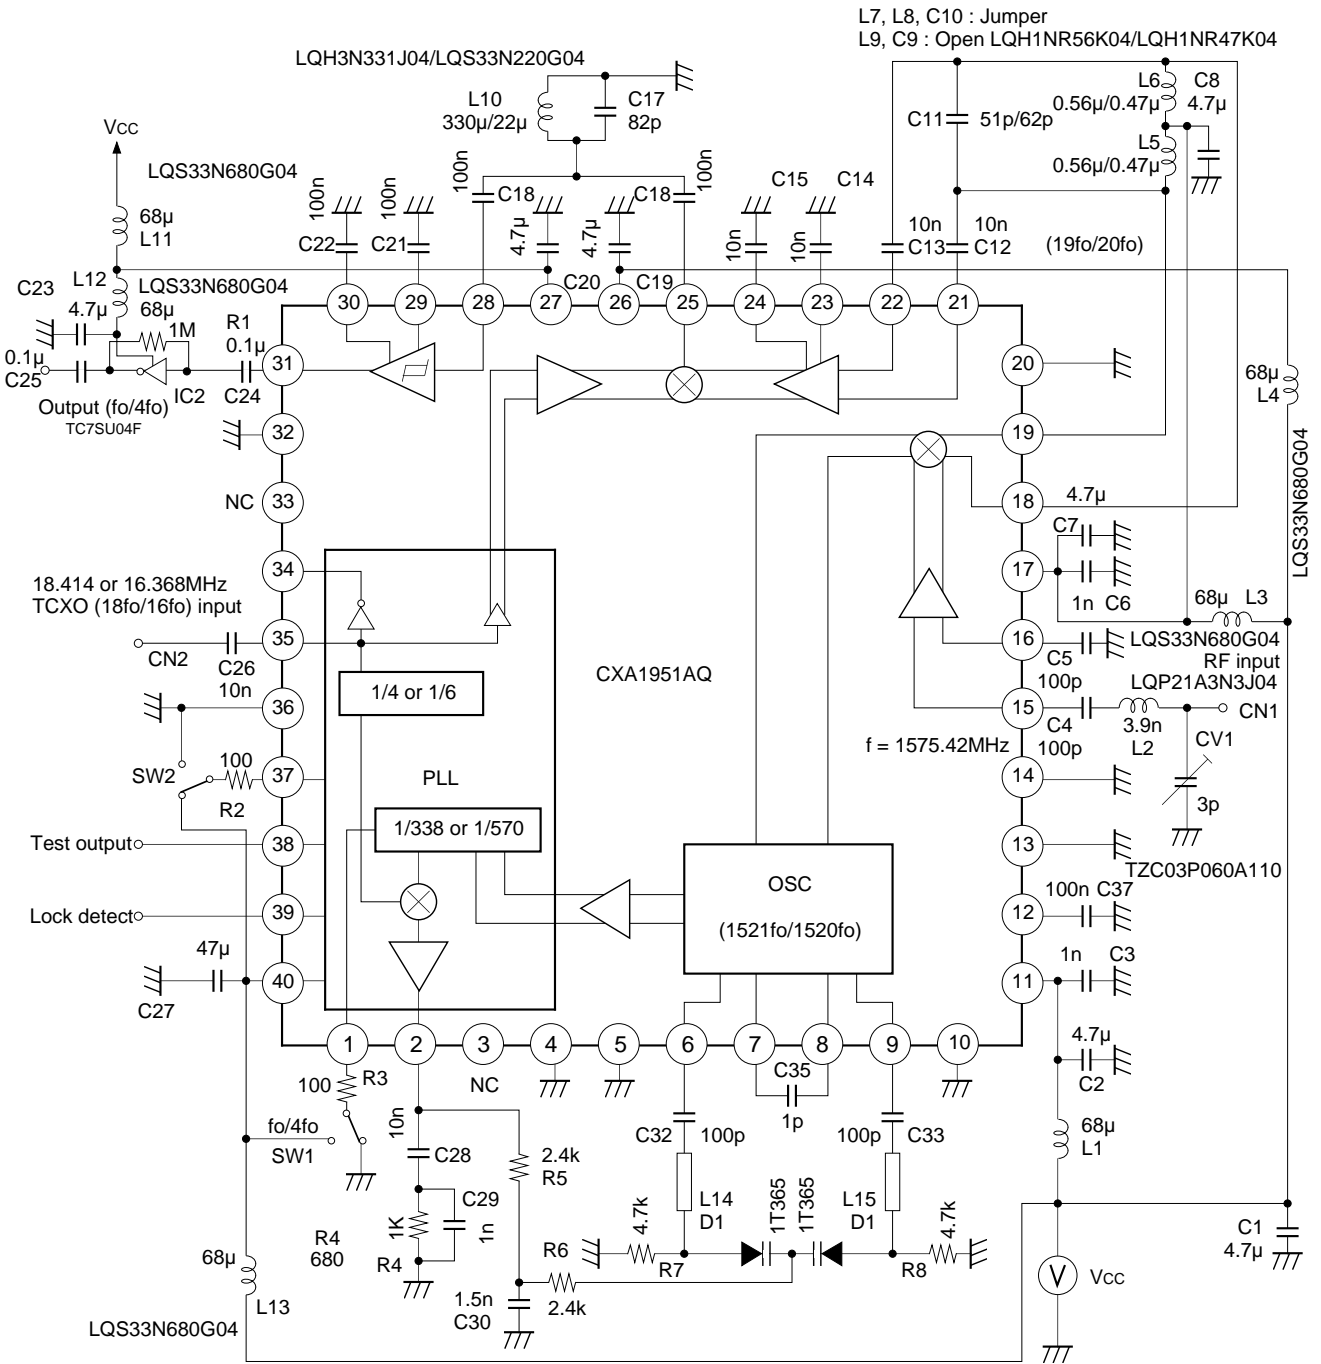 L7, L8, C10 : Jumper
L9, C9 : Open LQH1NR56K04/LQH1NR47K04
LQH3N331J04/LQS33N220G04
L10
330µ/22µ
C17
82p
C11
51p/62p
L6
0.56µ/0.47µ
C8
4.7µ
L5
0.56µ/0.47µ
VCC
LQS33N680G04
68µ
L11
100n
C22
100n
C21
100n
C18
4.7µ
C20
4.7µ
C19
C18
100n
C15
10n
C14
10n
10n
C13
10n
C12
(19fo/20fo)
C23
4.7µ
L12
LQS33N680G04
68µ
1M
R1
0.1µ
C24
IC2
0.1µ
C25
Output (fo/4fo)
TC7SU04F
30
29
28
27
26
25
24
23
22
21
31
32
NC
33
34
18.414 or 16.368MHz
TCXO (18fo/16fo) input
35
CN2
C26
10n
36
SW2
100
R2
37
Test output
38
Lock detect
39
47µ
C27
40
20
68µ
L4
LQS33N680G04
19
18
4.7µ
C7
17
1n
C6
68µ
L3
LQS33N680G04
16
C5
100p
RF input
LQP21A3N3J04
15
C4
100p
3.9n
L2
CN1
CV1
3p
14
13
TZC03P060A110
12
100n
C37
11
1n
C3
4.7µ
C2
68µ
L1
CXA1951AQ
f = 1575.42MHz
1/4 or 1/6
PLL
1/338 or 1/570
OSC
(1521fo/1520fo)
1
2
3
4
5
6
7
8
9
10
NC
100
R3
fo/4fo
SW1
10n
C28
C29
1n
1K
R4
R4
680
2.4k
R5
R6
2.4k
1.5n
C30
C32
100p
C35
1p
100p
C33
L14
D1
1T365
1T365
L15
D1
4.7k
R7
4.7k
R8
C1
4.7µ
V
VCC
68µ
L13
LQS33N680G04